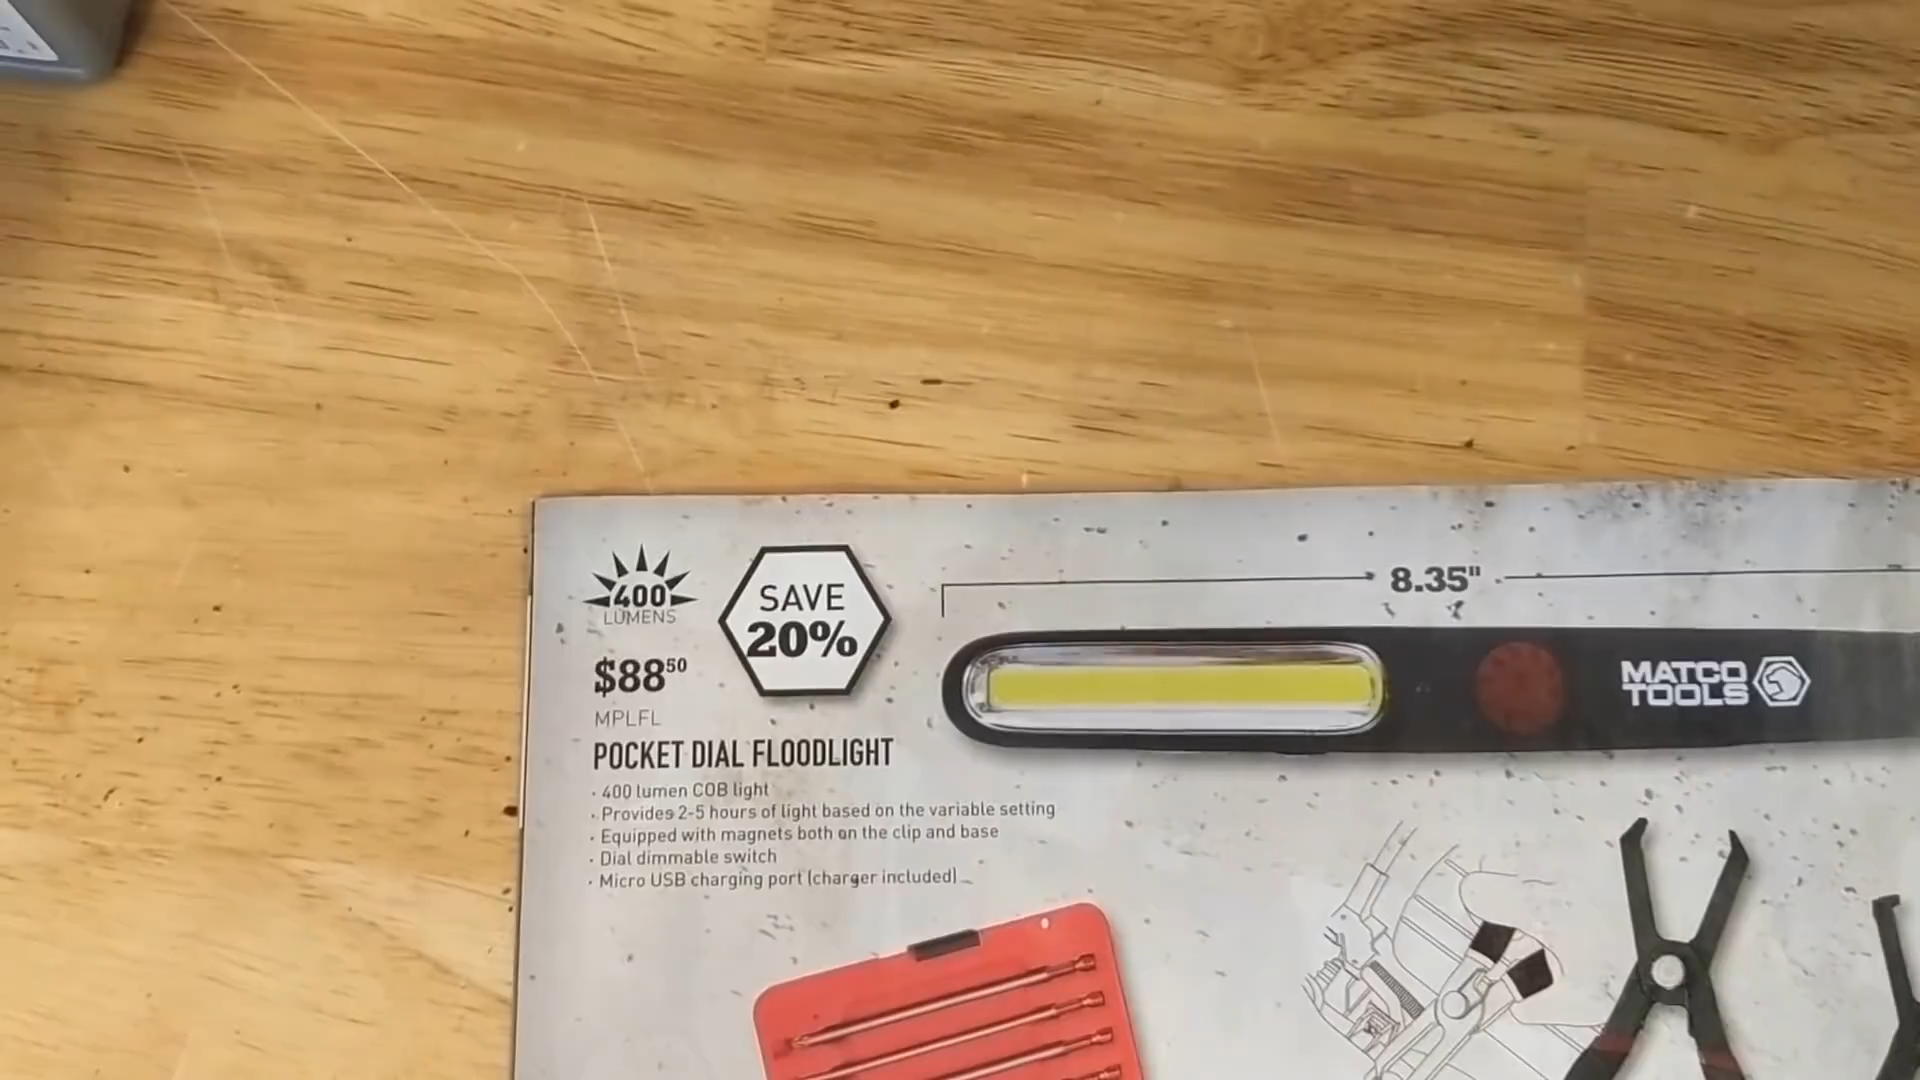 400
LUMENS
SAVE
20%
$88⁵⁰
MPLFL
POCKET DIAL FLOODLIGHT
· 400 lumen COB light
· Provides 2-5 hours of light based on the variable setting
· Equipped with magnets both on the clip and base
· Dial dimmable switch
· Micro USB charging port (charger included)
8.35"
MATCO
TOOLS